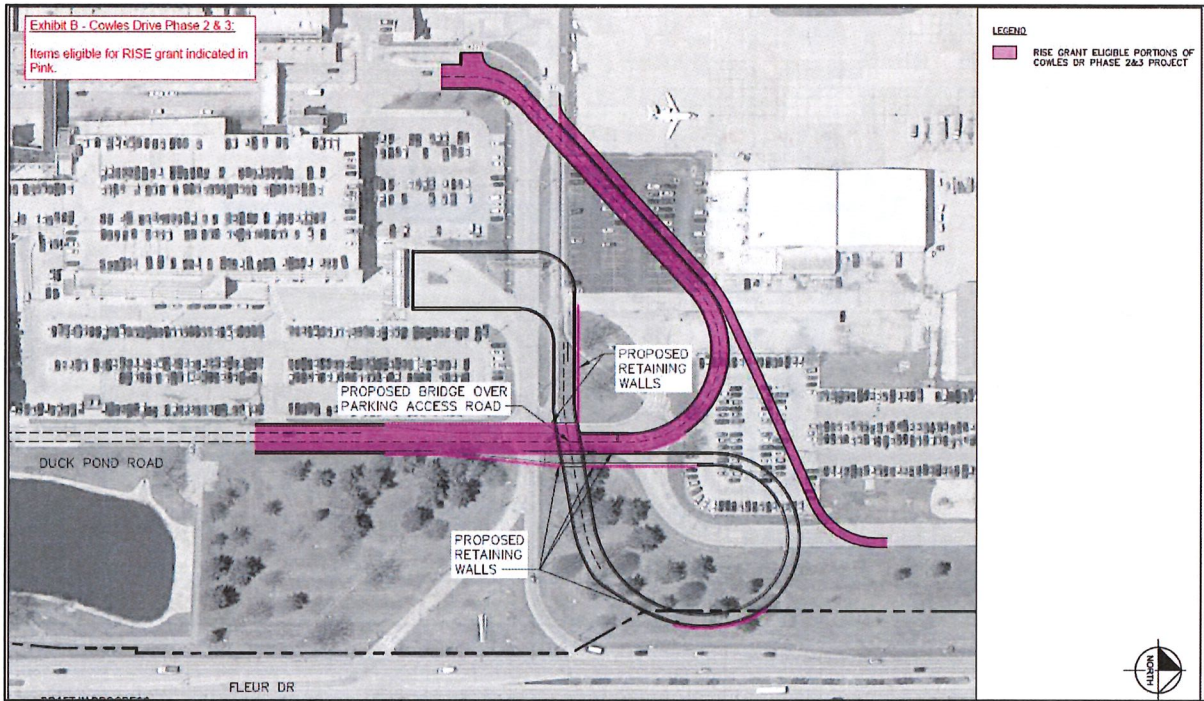 Exhibit B - Cowles Drive Phase 2 & 3:
Items eligible for RISE grant indicated in
Pink.
LEGEND
RISE GRANT ELIGIBLE PORTIONS OF
COWLES DR PHASE 2&3 PROJECT
PROPOSED
RETAINING
WALLS
PROPOSED BRIDGE OVER
PARKING ACCESS ROAD
DUCK POND ROAD
PROPOSED
RETAINING
WALLS
FLEUR DR
NORTH